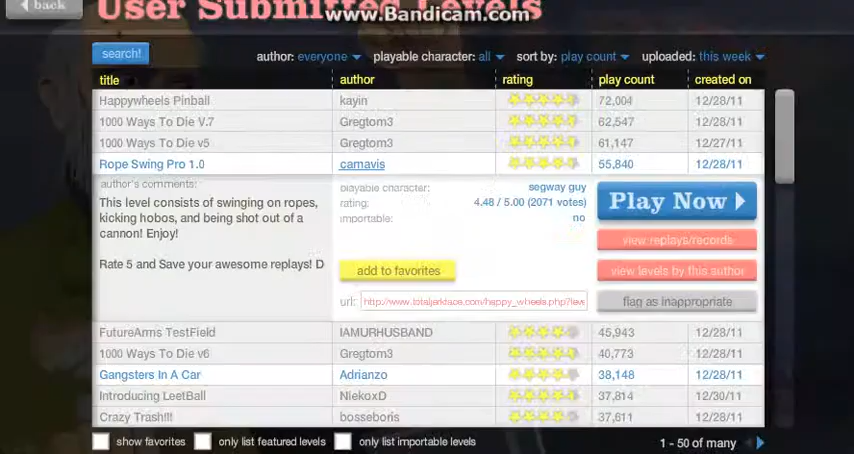 back
User Submitted Levels
www.Bandicam.com
search!
author: everyone playable character: all sort by: play count uploaded: this week
title author rating play count created on
Happywheels Pinball kayin 72,004 12/28/11
1000 Ways To Die V.7 Gregtom3 62,547 12/28/11
1000 Ways To Die v5 Gregtom3 61,147 12/27/11
Rope Swing Pro 1.0 carnavis 55,840 12/28/11
author's comments:
This level consists of swinging on ropes,
kicking hobos, and being shot out of a
cannon! Enjoy!
Rate 5 and Save your awesome replays! D
playable character: segway guy
rating: 4.48 / 5.00 (2071 votes)
importable: no
add to favorites
url: http://www.totaljerkface.com/happy_wheels.php?leve
Play Now
view replays/records
view levels by this author
flag as inappropriate
FutureArms TestField IAMURHUSBAND 45,943 12/28/11
1000 Ways To Die v6 Gregtom3 40,773 12/28/11
Gangsters In A Car Adrianzo 38,148 12/28/11
Introducing LeetBall NiekoxD 37,814 12/30/11
Crazy Trash!!! bosseboris 37,611 12/28/11
show favorites only list featured levels only list importable levels
1 - 50 of many